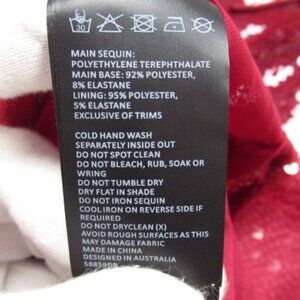 30
MAIN SEQUIN:
POLYETHYLENE TEREPHTHALATE
MAIN BASE: 92% POLYESTER,
8% ELASTANE
LINING: 95% POLYESTER,
5% ELASTANE
EXCLUSIVE OF TRIMS
COLD HAND WASH
SEPARATELY INSIDE OUT
DO NOT SPOT CLEAN
DO NOT BLEACH, RUB, SOAK OR
WRING
DO NOT TUMBLE DRY
DRY FLAT IN SHADE
DO NOT IRON SEQUIN
COOL IRON ON REVERSE SIDE IF
REQUIRED
DO NOT DRYCLEAN (X)
AVOID ROUGH SURFACES AS THIS
MAY DAMAGE FABRIC
MADE IN CHINA
DESIGNED IN AUSTRALIA